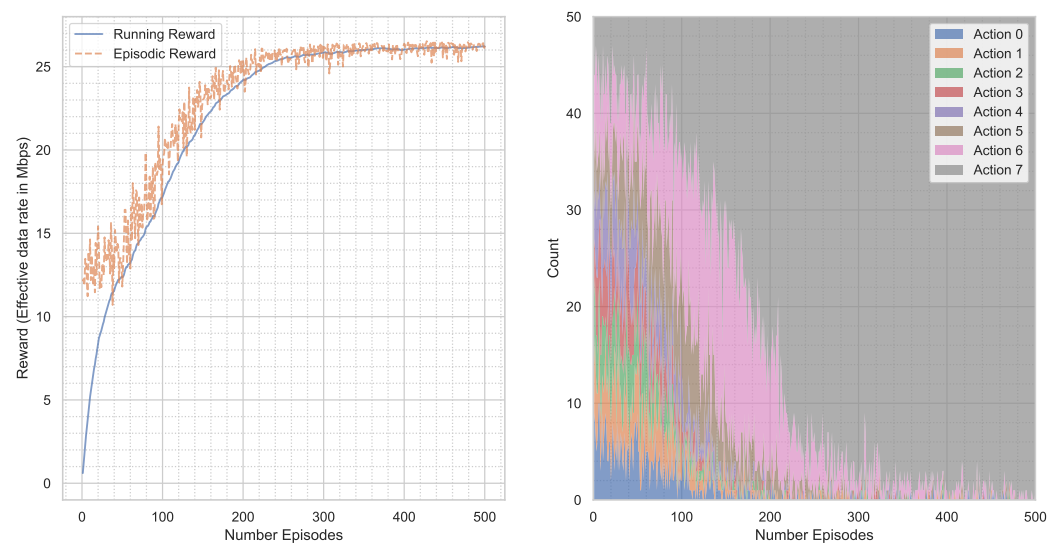 Running Reward
Episodic Reward
25
20
15
10
5
0
0 100 200 300 400 500
Number Episodes
Reward (Effective data rate in Mbps)
50
40
30
20
10
0
0 100 200 300 400 500
Number Episodes
Count
Action 0
Action 1
Action 2
Action 3
Action 4
Action 5
Action 6
Action 7